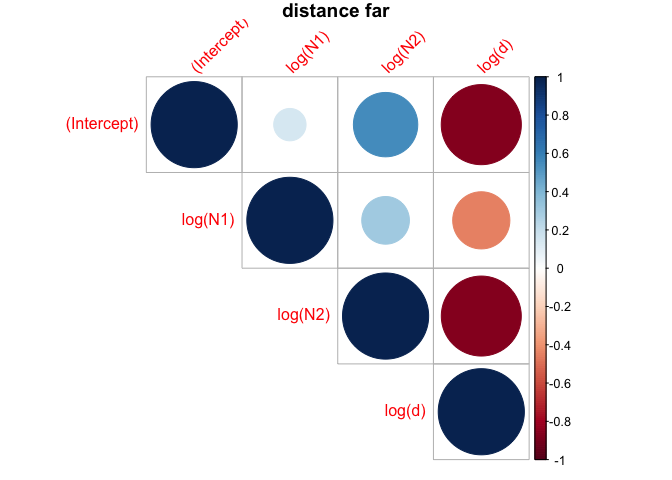 distance far
(Intercept)
log(N1)
log(N2)
log(d)
(Intercept)
log(N1)
log(N2)
log(d)
1
0.8
0.6
0.4
0.2
0
-0.2
-0.4
-0.6
-0.8
-1